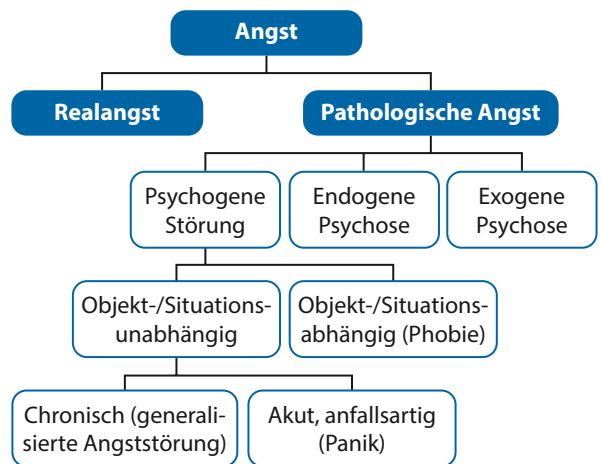 Angst
Realangst
Pathologische Angst
Psychogene
Störung
Endogene
Psychose
Exogene
Psychose
Objekt-/Situations-
unabhängig
Objekt-/Situations-
abhängig (Phobie)
Chronisch (generali-
sierte Angststörung)
Akut, anfallsartig
(Panik)